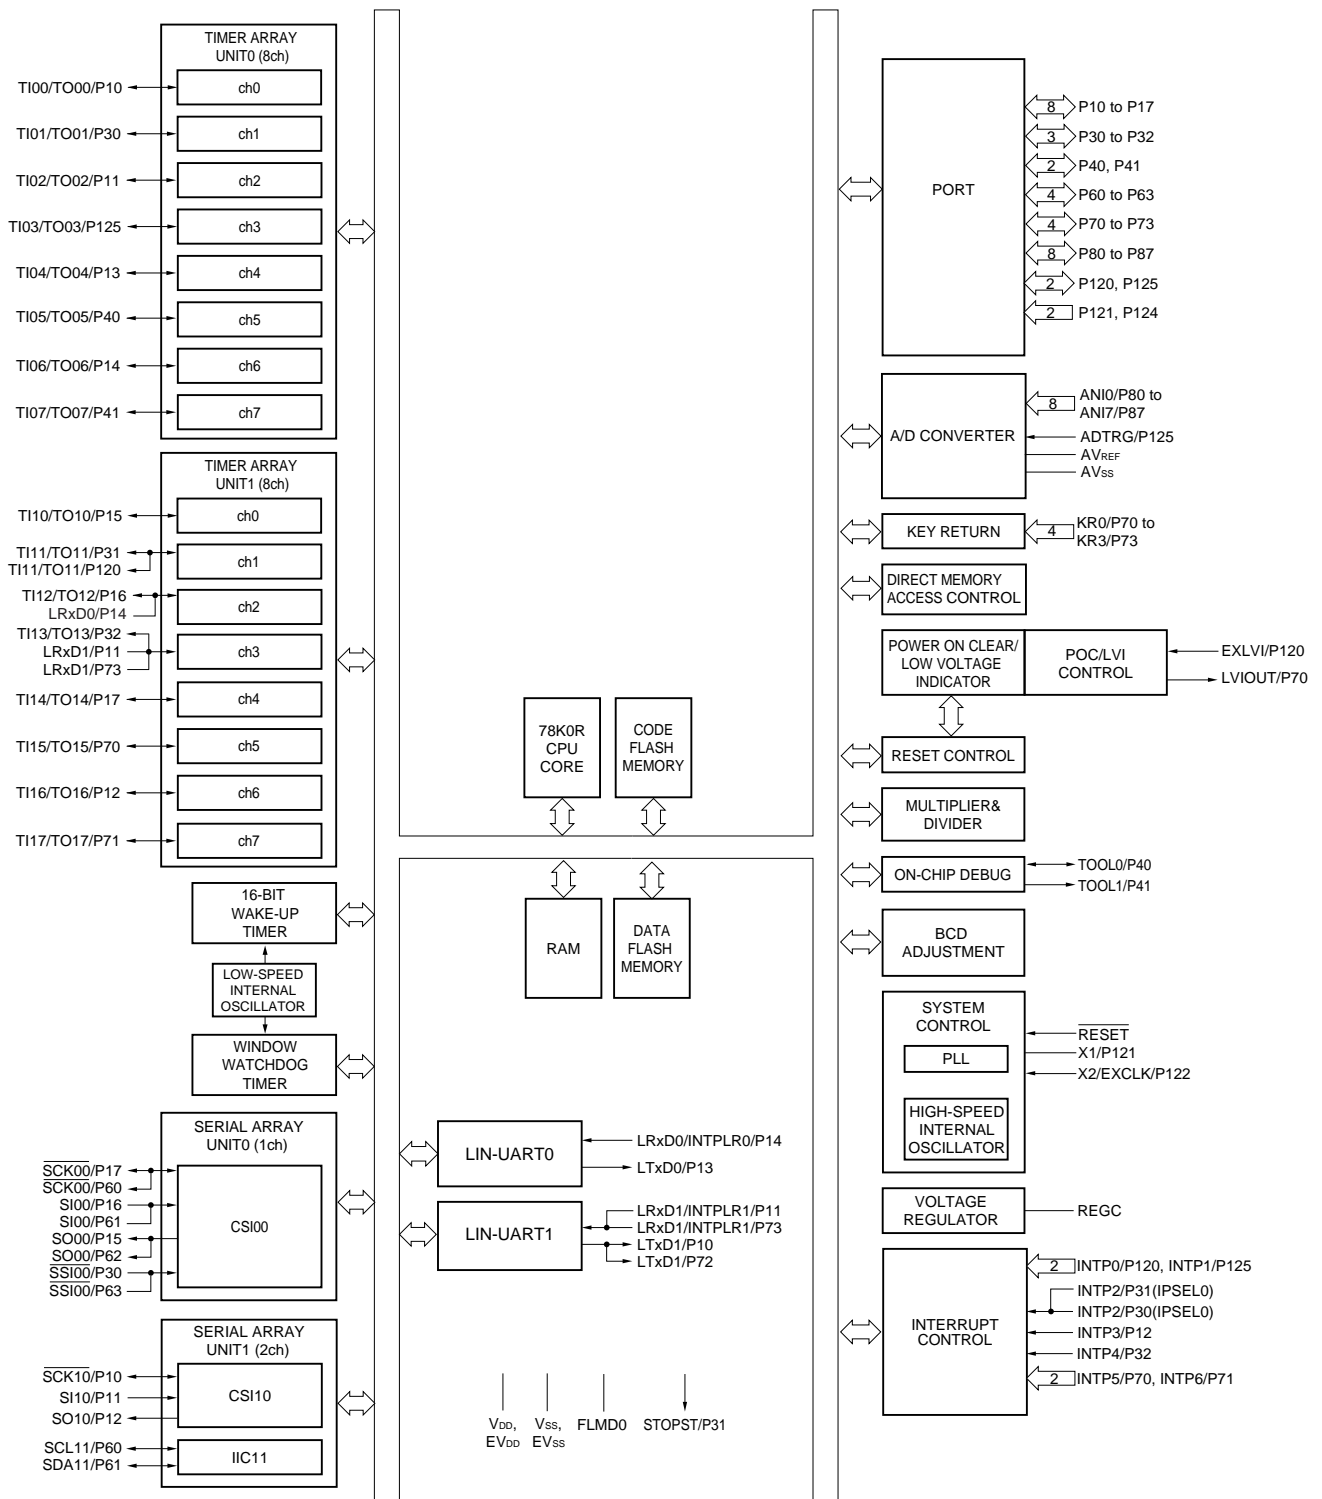 TIMER ARRAY
UNIT0 (8ch)
TI00/TO00/P10
ch0
TI01/TO01/P30
ch1
TI02/TO02/P11
ch2
TI03/TO03/P125
ch3
TI04/TO04/P13
ch4
TI05/TO05/P40
ch5
TI06/TO06/P14
ch6
TI07/TO07/P41
ch7
TIMER ARRAY
UNIT1 (8ch)
TI10/TO10/P15
ch0
TI11/TO11/P31
TI11/TO11/P120
ch1
TI12/TO12/P16
LRxD0/P14
ch2
TI13/TO13/P32
LRxD1/P11
LRxD1/P73
ch3
TI14/TO14/P17
ch4
TI15/TO15/P70
ch5
TI16/TO16/P12
ch6
TI17/TO17/P71
ch7
16-BIT
WAKE-UP
TIMER
LOW-SPEED
INTERNAL
OSCILLATOR
WINDOW
WATCHDOG
TIMER
SERIAL ARRAY
UNIT0 (1ch)
SCK00/P17
SCK00/P60
SI00/P16
SI00/P61
SO00/P15
SO00/P62
SSI00/P30
SSI00/P63
CSI00
SERIAL ARRAY
UNIT1 (2ch)
SCK10/P10
SI10/P11
SO10/P12
CSI10
SCL11/P60
SDA11/P61
IIC11
78K0R
CPU
CORE
CODE
FLASH
MEMORY
RAM
DATA
FLASH
MEMORY
LIN-UART0
LRxD0/INTPLR0/P14
LTxD0/P13
LIN-UART1
LRxD1/INTPLR1/P11
LRxD1/INTPLR1/P73
LTxD1/P10
LTxD1/P72
VDD,
EVDD
VSS,
EVSS
FLMD0
STOPST/P31
PORT
8 P10 to P17
3 P30 to P32
2 P40, P41
4 P60 to P63
4 P70 to P73
8 P80 to P87
2 P120, P125
2 P121, P124
A/D CONVERTER
8 ANI0/P80 to
ANI7/P87
ADTRG/P125
AVREF
AVSS
KEY RETURN
4 KR0/P70 to
KR3/P73
DIRECT MEMORY
ACCESS CONTROL
POWER ON CLEAR/
LOW VOLTAGE
INDICATOR
POC/LVI
CONTROL
EXLVI/P120
LVIOUT/P70
RESET CONTROL
MULTIPLIER&
DIVIDER
ON-CHIP DEBUG
TOOL0/P40
TOOL1/P41
BCD
ADJUSTMENT
SYSTEM
CONTROL
PLL
HIGH-SPEED
INTERNAL
OSCILLATOR
RESET
X1/P121
X2/EXCLK/P122
VOLTAGE
REGULATOR
REGC
INTERRUPT
CONTROL
2 INTP0/P120, INTP1/P125
INTP2/P31(IPSEL0)
INTP2/P30(IPSEL0)
INTP3/P12
INTP4/P32
2 INTP5/P70, INTP6/P71